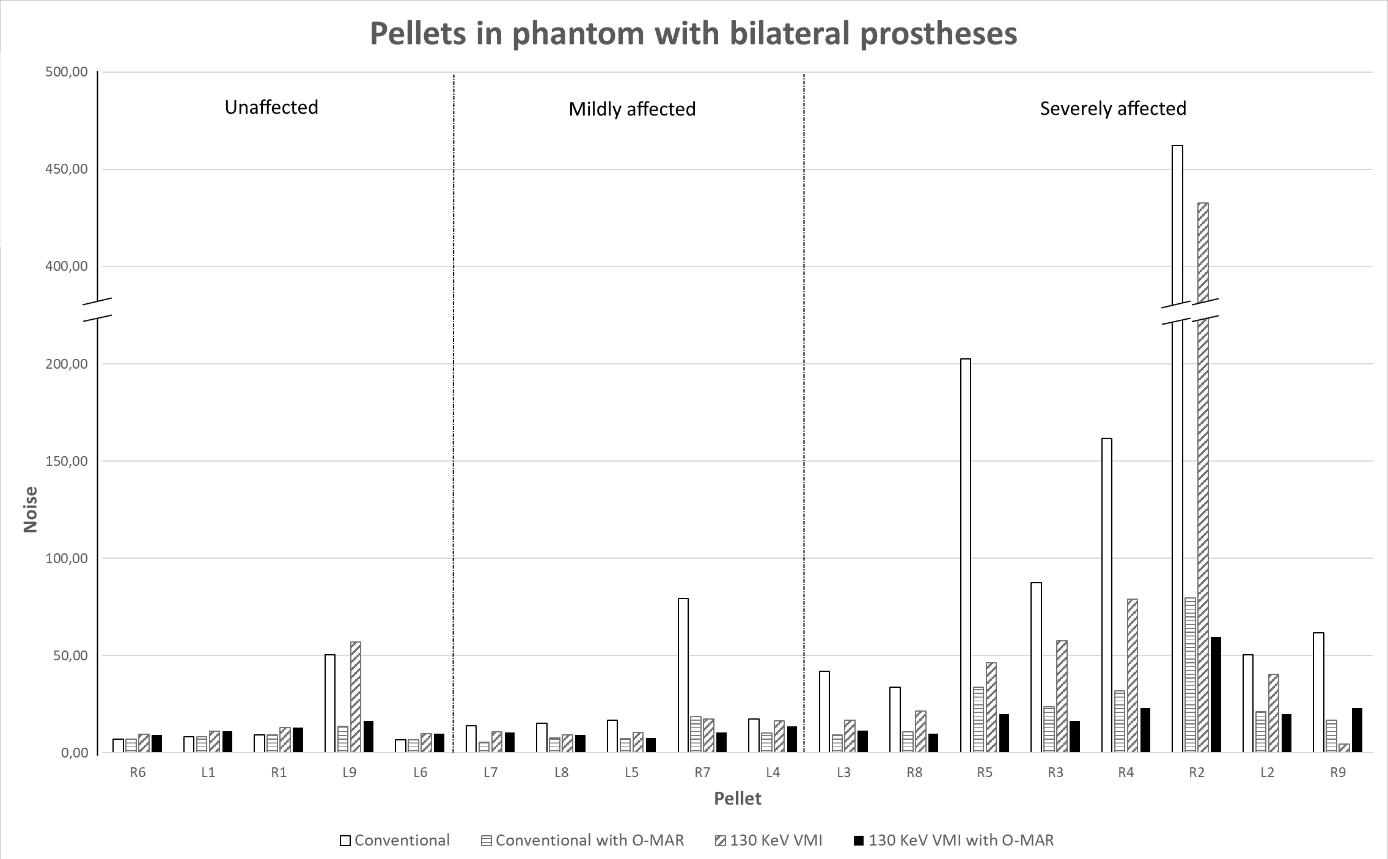 Pellets in phantom with bilateral prostheses
500,00
Unaffected
Mildly affected
Severely affected
450,00
400,00
200,00
150,00
Noise
100,00
50,00
0,00
R6 L1 R1 L9 L6 L7 L8 L5 R7 L4 L3 R8 R5 R3 R4 R2 L2 R9
Pellet
Conventional Conventional with O-MAR 130 KeV VMI 130 KeV VMI with O-MAR